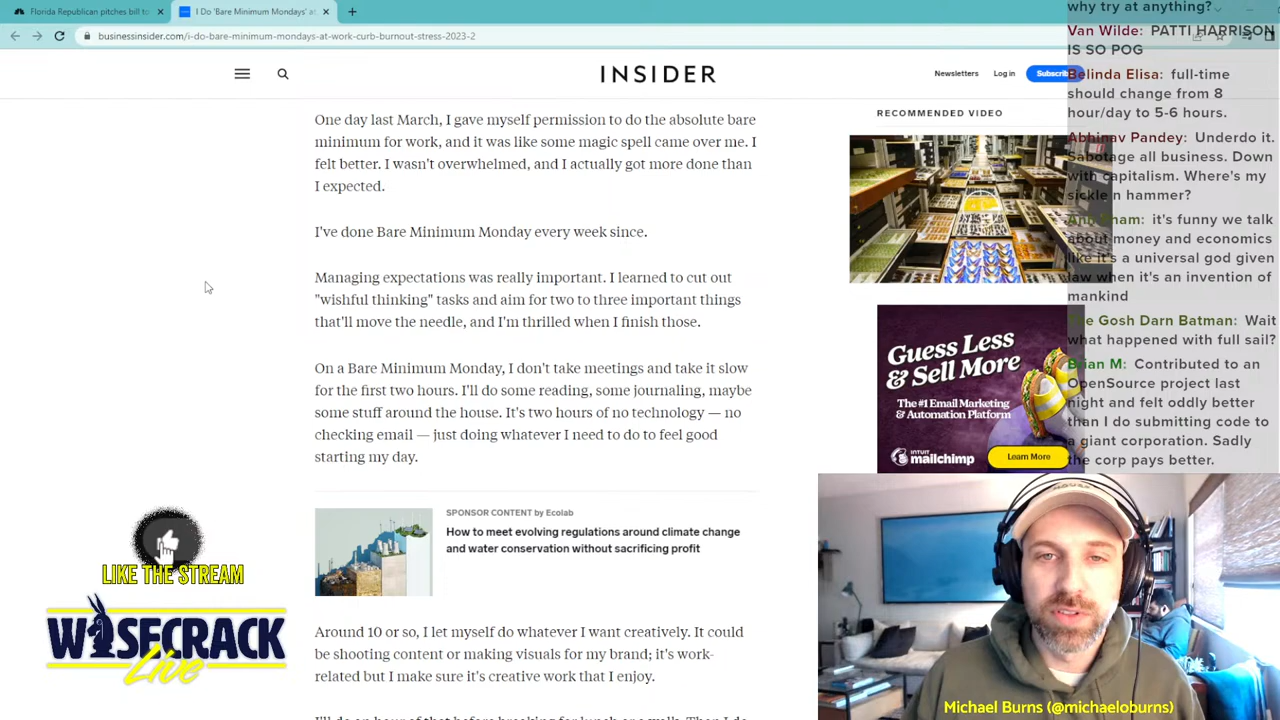 Florida Republican pitches bill to
I Do 'Bare Minimum Mondays' at
businessinsider.com/i-do-bare-minimum-mondays-at-work-curb-burnout-stress-2023-2
INSIDER
Newsletters
Log in
Subscrib
One day last March, I gave myself permission to do the absolute bare
minimum for work, and it was like some magic spell came over me. I
felt better. I wasn't overwhelmed, and I actually got more done than
I expected.
I've done Bare Minimum Monday every week since.
Managing expectations was really important. I learned to cut out
"wishful thinking" tasks and aim for two to three important things
that'll move the needle, and I'm thrilled when I finish those.
On a Bare Minimum Monday, I don't take meetings and take it slow
for the first two hours. I'll do some reading, some journaling, maybe
some stuff around the house. It's two hours of no technology — no
checking email — just doing whatever I need to do to feel good
starting my day.
SPONSOR CONTENT by Ecolab
How to meet evolving regulations around climate change
and water conservation without sacrificing profit
Around 10 or so, I let myself do whatever I want creatively. It could
be shooting content or making visuals for my brand; it's work-
related but I make sure it's creative work that I enjoy.
RECOMMENDED VIDEO
Guess Less
& Sell More
The #1 Email Marketing
& Automation Platform
INTUIT
mailchimp
Learn More
why try at anything?
Van Wilde: PATTI HARRISON
IS SO POG
Belinda Elisa: full-time
should change from 8
hour/day to 5-6 hours.
Abhinav Pandey: Underdo it.
Sabotage all business. Down
with capitalism. Where's my
sickle n hammer?
it's funny we talk
about money and economics
like it's a universal god given
law when it's an invention of
mankind
The Gosh Darn Batman: Wait
what happened with full sail?
Brian M: Contributed to an
OpenSource project last
night and felt oddly better
than I do submitting code to
a giant corporation. Sadly
the corp pays better.
LIKE THE STREAM
WISECRACK
Live
Michael Burns (@michaeloburns)